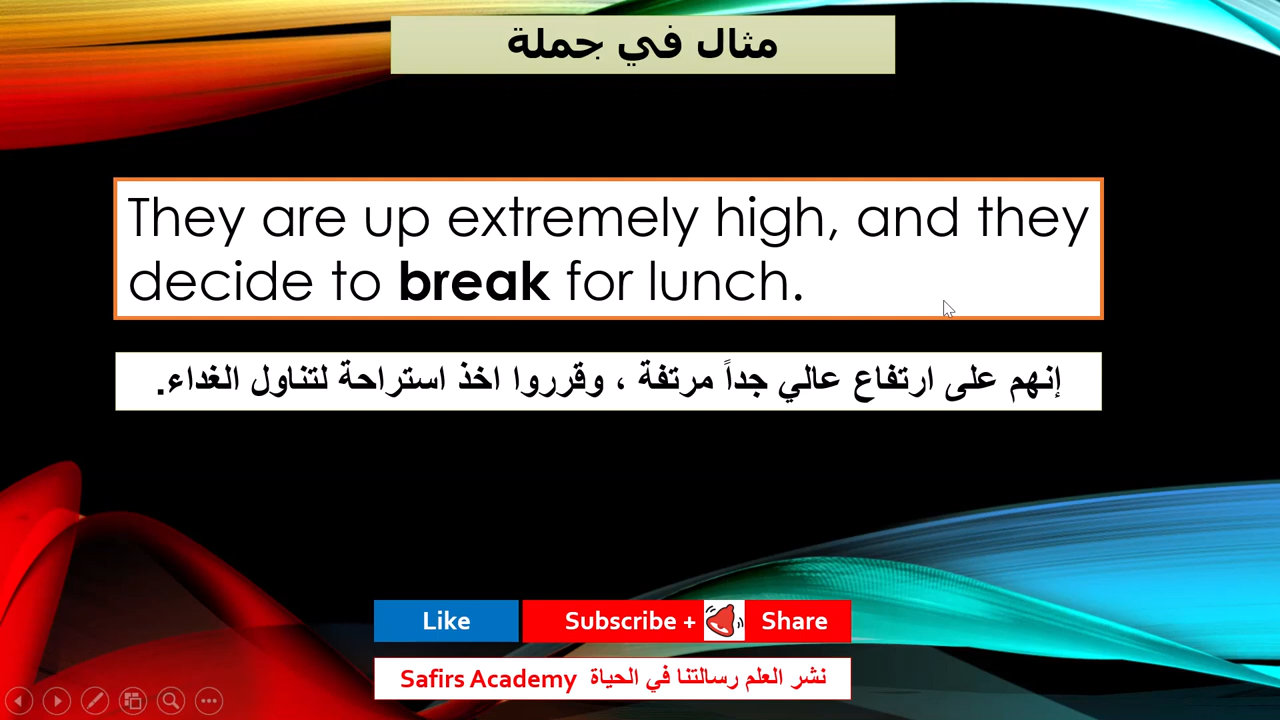 مثال في جملة
They are up extremely high, and they
decide to break for lunch.
إنهم على ارتفاع عالي جداً مرتفة ، وقرروا اخذ استراحة لتناول الغداء.
Like
Subscribe + Share
Safirs Academy نشر العلم رسالتنا في الحياة